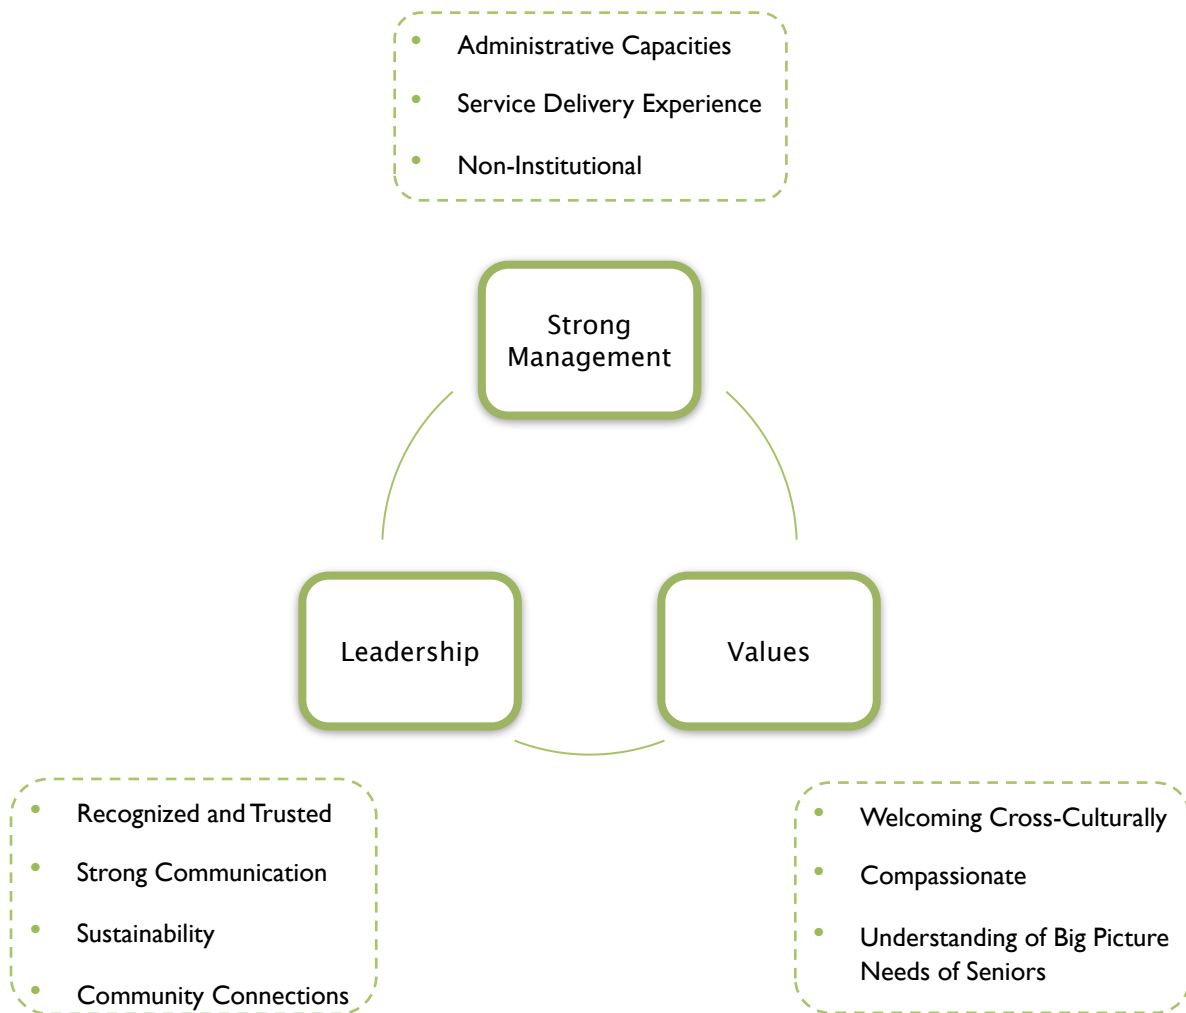 • Administrative Capacities
• Service Delivery Experience
• Non-Institutional
Strong
Management
Leadership
Values
• Recognized and Trusted
• Strong Communication
• Sustainability
• Community Connections
• Welcoming Cross-Culturally
• Compassionate
• Understanding of Big Picture
Needs of Seniors